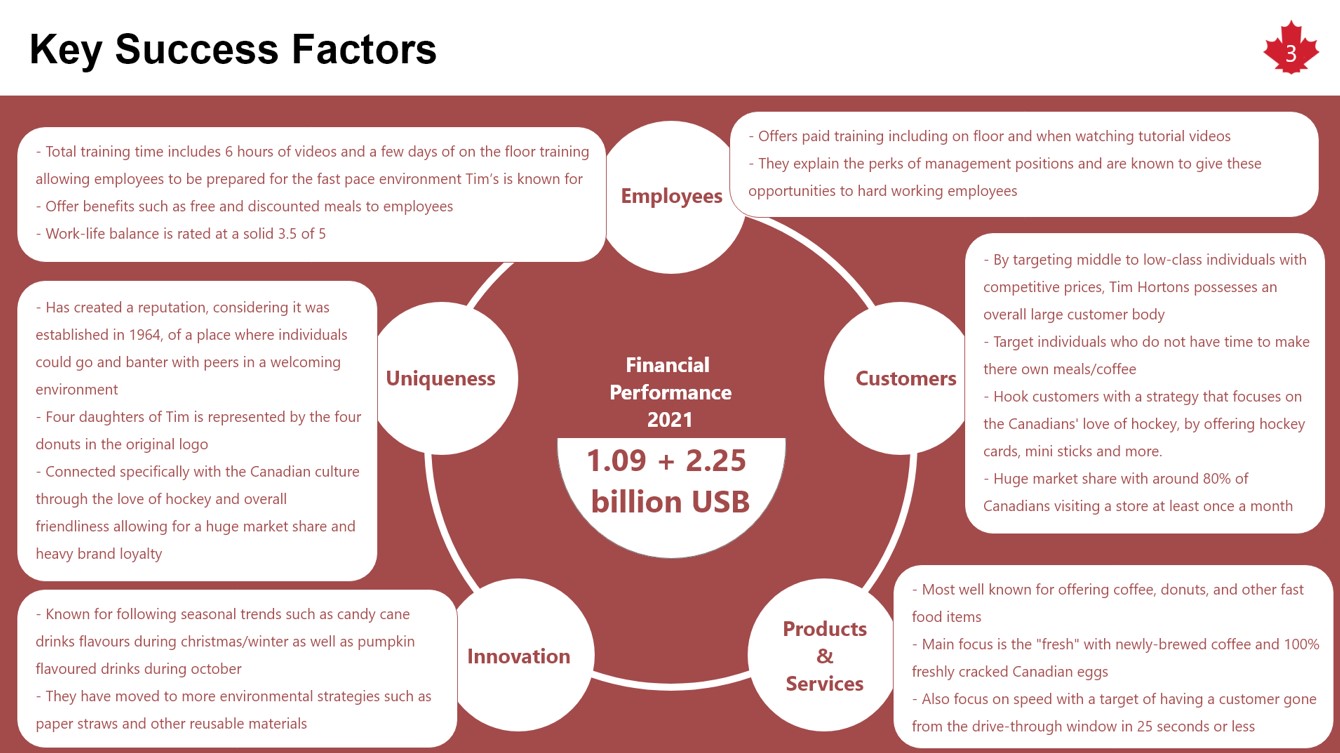 Key Success Factors
3
- Total training time includes 6 hours of videos and a few days of on the floor training
allowing employees to be prepared for the fast pace environment Tim's is known for
- Offer benefits such as free and discounted meals to employees
- Work-life balance is rated at a solid 3.5 of 5
Employees
- Offers paid training including on floor and when watching tutorial videos
- They explain the perks of management positions and are known to give these
opportunities to hard working employees
- Has created a reputation, considering it was
established in 1964, of a place where individuals
could go and banter with peers in a welcoming
environment
- Four daughters of Tim is represented by the four
donuts in the original logo
- Connected specifically with the Canadian culture
through the love of hockey and overall
friendliness allowing for a huge market share and
heavy brand loyalty
Uniqueness
Financial
Performance
2021
1.09 + 2.25
billion USB
Customers
- By targeting middle to low-class individuals with
competitive prices, Tim Hortons possesses an
overall large customer body
- Target individuals who do not have time to make
there own meals/coffee
- Hook customers with a strategy that focuses on
the Canadians' love of hockey, by offering hockey
cards, mini sticks and more.
- Huge market share with around 80% of
Canadians visiting a store at least once a month
- Known for following seasonal trends such as candy cane
drinks flavours during christmas/winter as well as pumpkin
flavoured drinks during october
- They have moved to more environmental strategies such as
paper straws and other reusable materials
Innovation
Products
&
Services
- Most well known for offering coffee, donuts, and other fast
food items
- Main focus is the "fresh" with newly-brewed coffee and 100%
freshly cracked Canadian eggs
- Also focus on speed with a target of having a customer gone
from the drive-through window in 25 seconds or less